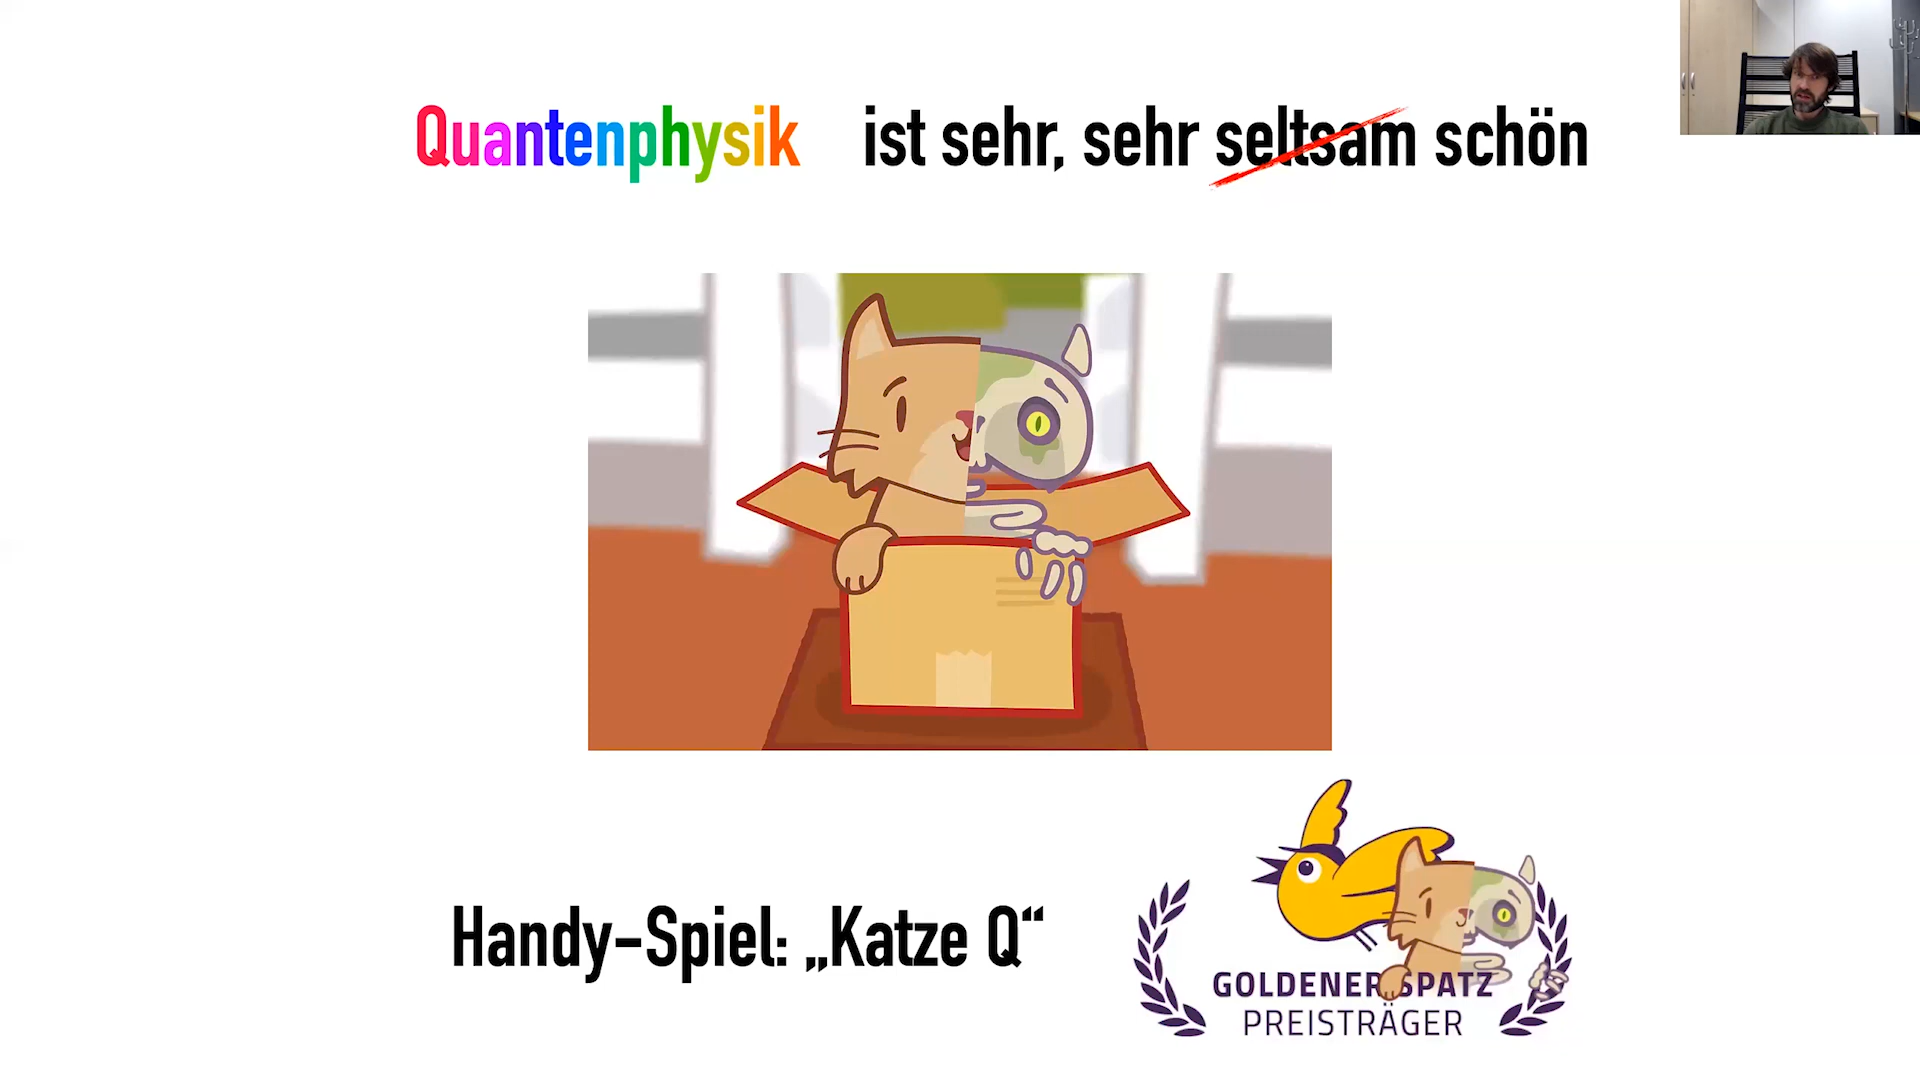 Quantenphysik ist sehr, sehr seltsam schön
Handy-Spiel: „Katze Q“
GOLDENER SPATZ
PREISTRÄGER